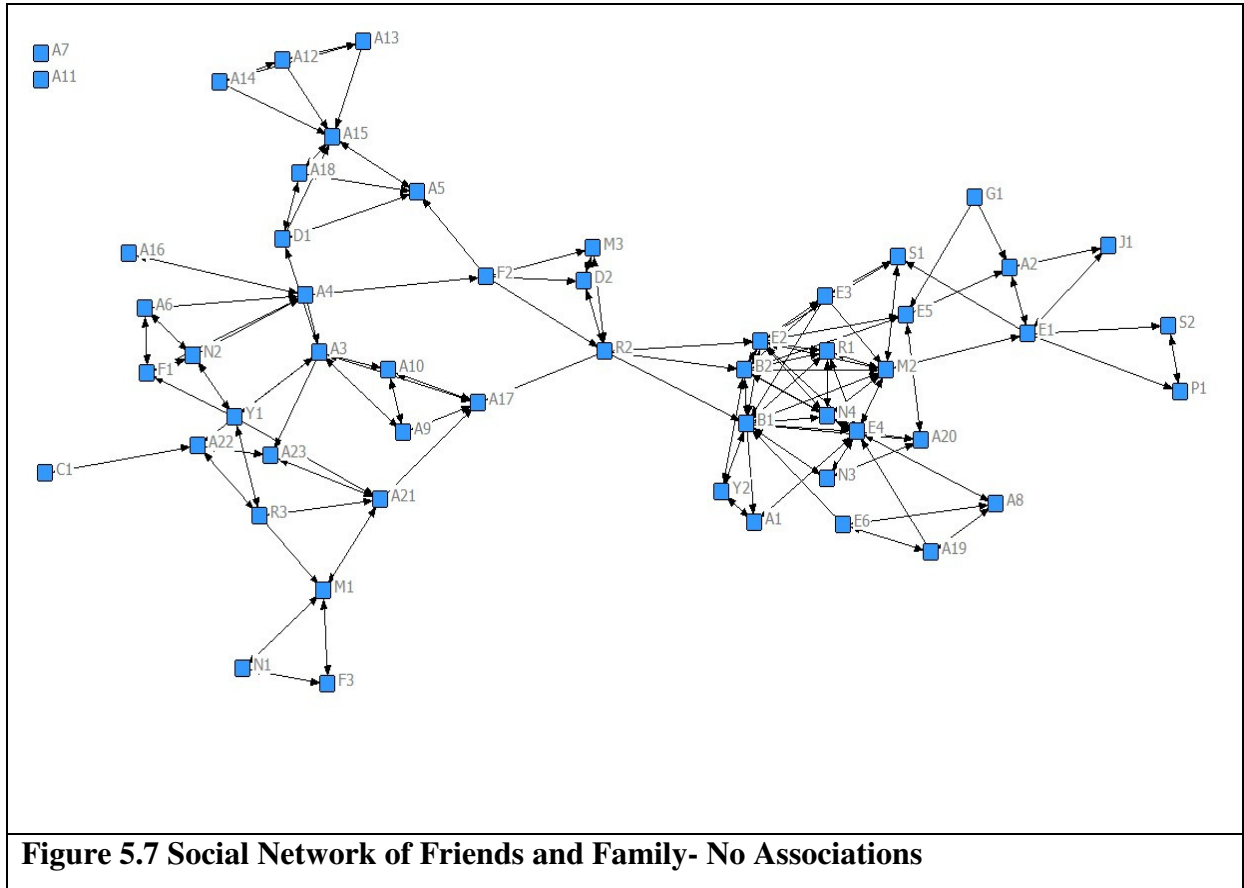 A7
A11
A12
A13
A14
A15
A18
A5
D1
A16
A4
F2
M3
D2
A6
N2
F1
A3
A10
A17
R2
Y1
A9
A22
A23
C1
R3
A21
M1
N1
F3
G1
S1
A2
J1
E3
E5
E1
S2
E2
R1
B2
M2
P1
B1
N4
E4
A20
N3
Y2
A1
E6
A8
A19
Figure 5.7 Social Network of Friends and Family- No Associations